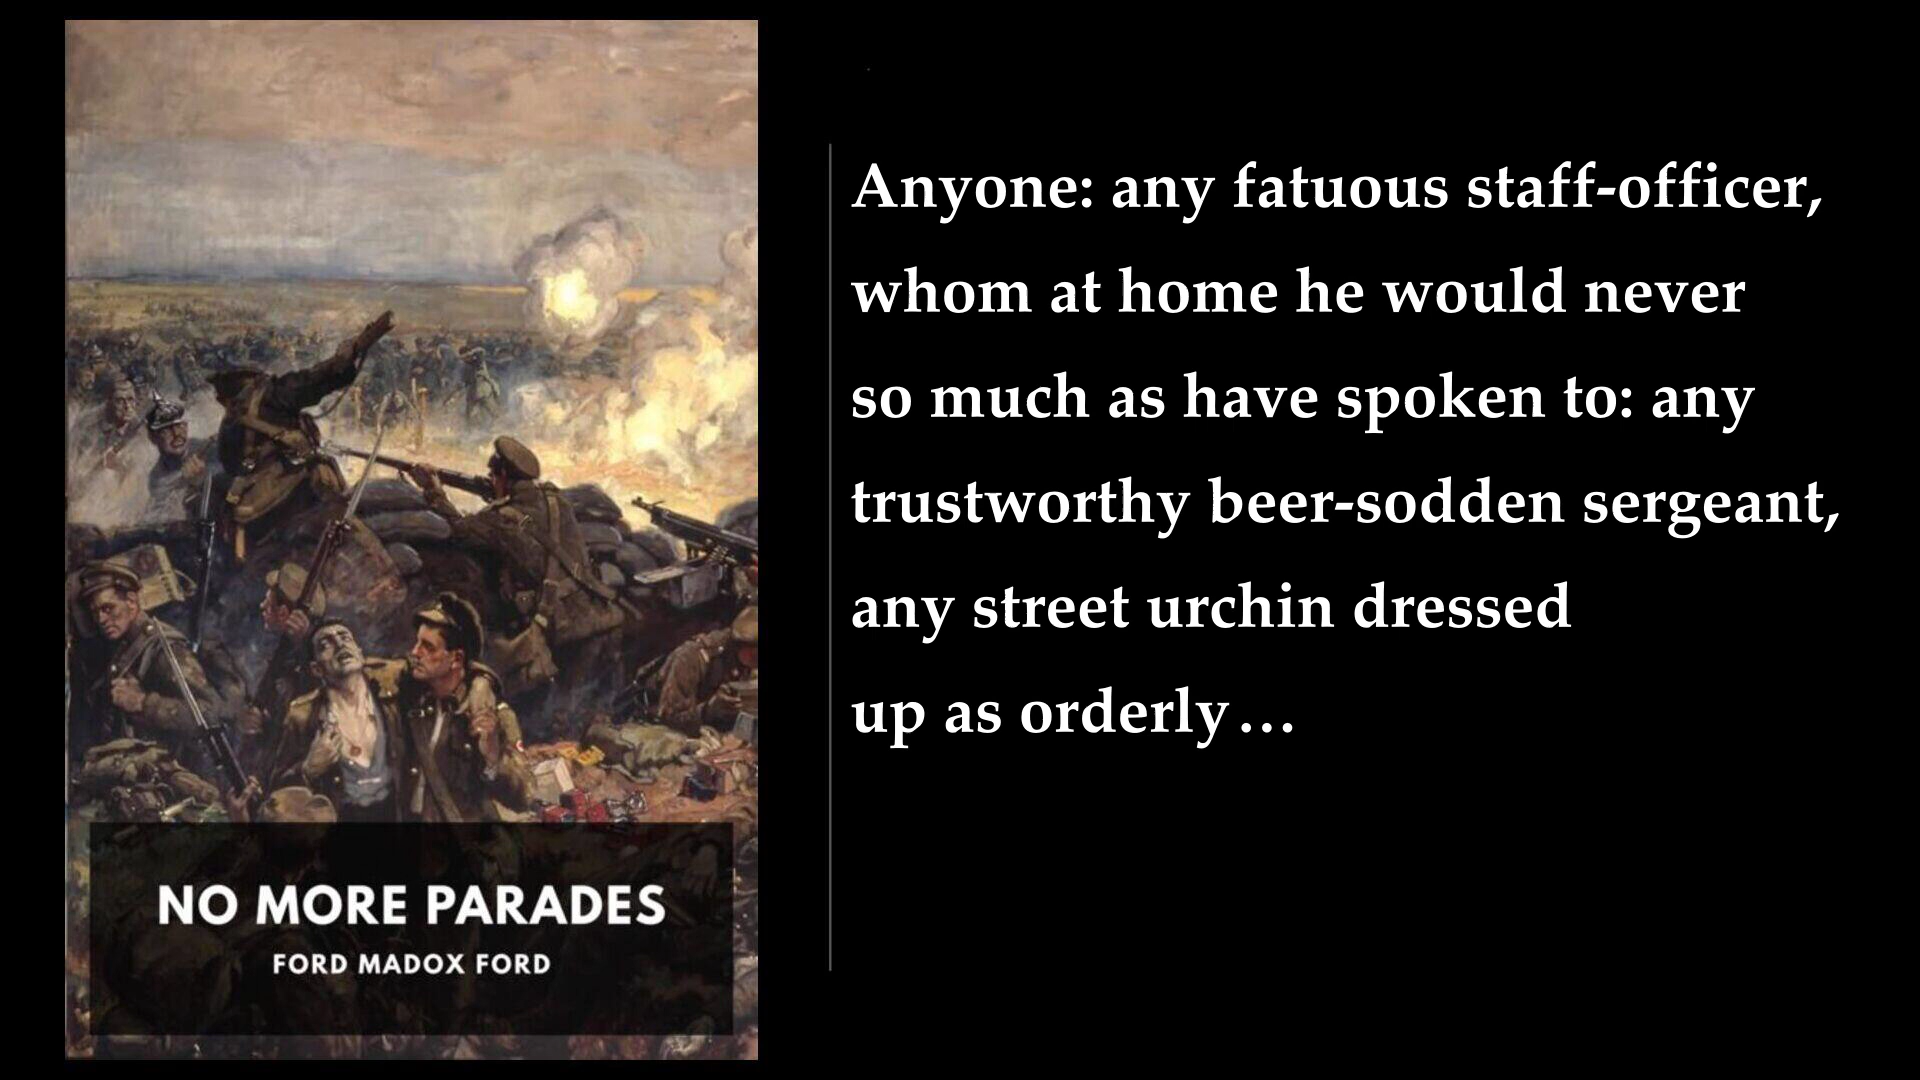 Anyone: any fatuous staff-officer,
whom at home he would never
so much as have spoken to: any
trustworthy beer-sodden sergeant,
any street urchin dressed
up as orderly…
NO MORE PARADES
FORD MADOX FORD